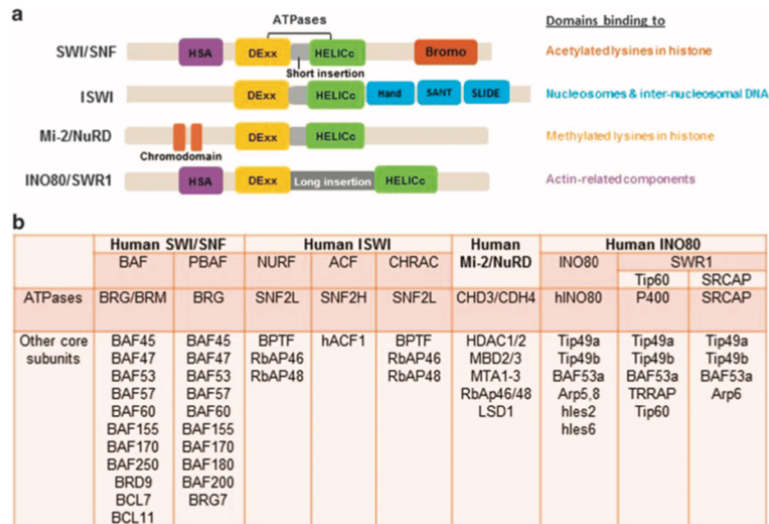 a
ATPases
Domains binding to
SWI/SNF HSA DExx HELICc Bromo Acetylated lysines in histone
Short insertion
ISWI DExx HELICc Hand SANT SLIDE Nucleosomes & inter-nucleosomal DNA
Mi-2/NuRD DExx HELICc Methylated lysines in histone
Chromodomain
INO80/SWR1 HSA DExx Long insertion HELICc Actin-related components
b
Human SWI/SNF Human ISWI Human Mi-2/NuRD Human INO80
BAF PBAF NURF ACF CHRAC INO80 SWR1
Tip60 SRCAP
ATPases BRG/BRM BRG SNF2L SNF2H SNF2L CHD3/CDH4 hINO80 P400 SRCAP
Other core subunits BAF45 BAF45 BPTF hACF1 BPTF HDAC1/2 Tip49a Tip49a Tip49a
BAF47 BAF47 RbAP46 RbAP46 MBD2/3 Tip49b Tip49b Tip49b
BAF53 BAF53 RbAP48 RbAP48 MTA1-3 BAF53a BAF53a BAF53a
BAF57 BAF57 RbAp46/48 Arp5,8 TRRAP Arp6
BAF60 BAF60 LSD1 hIes2 Tip60
BAF155 BAF155 hIes6
BAF170 BAF170
BAF250 BAF180
BRD9 BAF200
BCL7 BRG7
BCL11